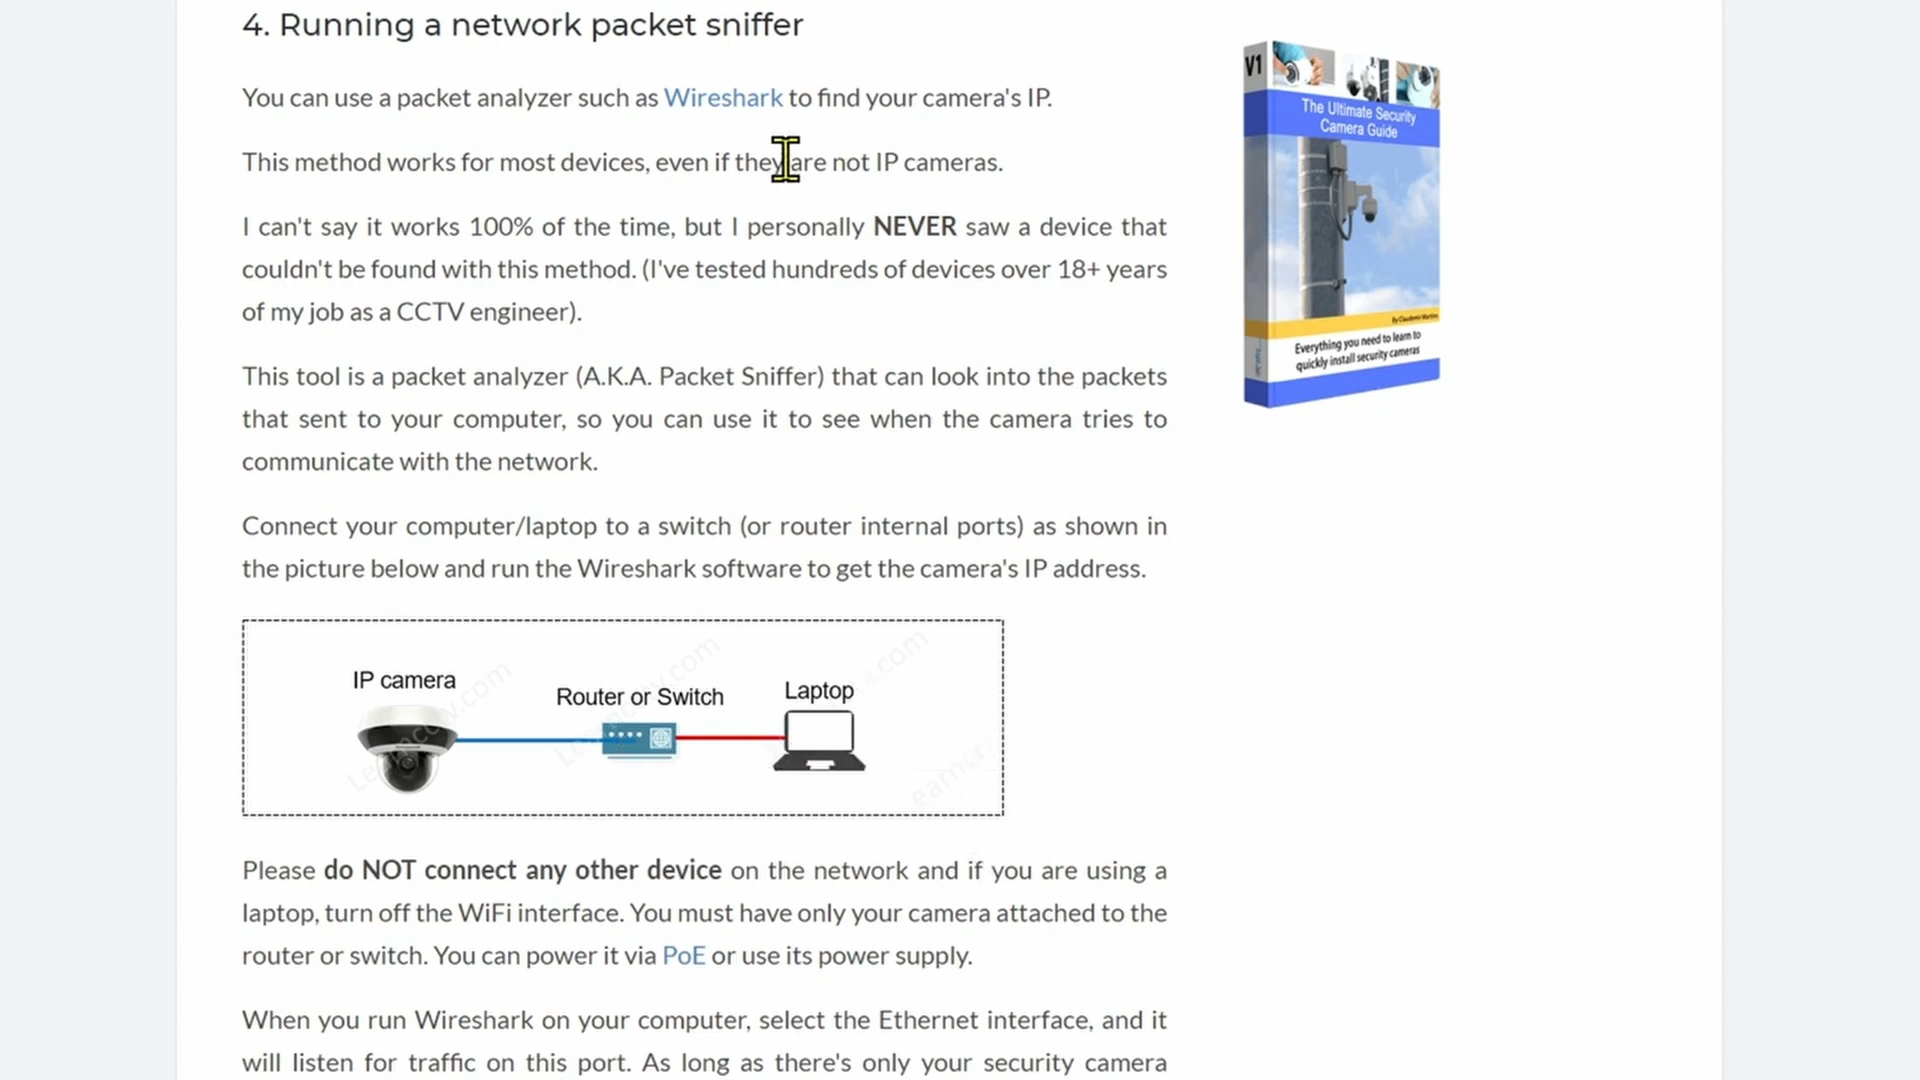 4. Running a network packet sniffer
You can use a packet analyzer such as Wireshark to find your camera's IP.
This method works for most devices, even if they are not IP cameras.
I can't say it works 100% of the time, but I personally NEVER saw a device that
couldn't be found with this method. (I've tested hundreds of devices over 18+ years
of my job as a CCTV engineer).
This tool is a packet analyzer (A.K.A. Packet Sniffer) that can look into the packets
that sent to your computer, so you can use it to see when the camera tries to
communicate with the network.
Connect your computer/laptop to a switch (or router internal ports) as shown in
the picture below and run the Wireshark software to get the camera's IP address.
IP camera
Router or Switch
Laptop
Please do NOT connect any other device on the network and if you are using a
laptop, turn off the WiFi interface. You must have only your camera attached to the
router or switch. You can power it via PoE or use its power supply.
When you run Wireshark on your computer, select the Ethernet interface, and it
will listen for traffic on this port. As long as there's only your security camera
V1
The Ultimate Security
Camera Guide
By Claudemir Martins
Everything you need to learn to
quickly install security cameras